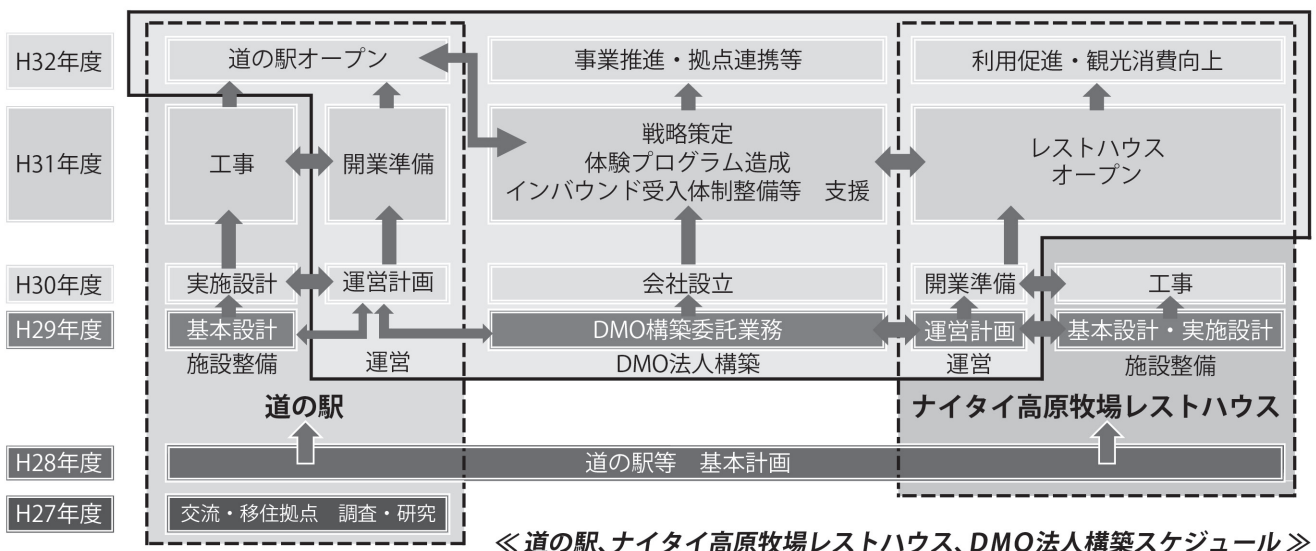 H32年度
道の駅オープン
事業推進・拠点連携等
利用促進・観光消費向上
H31年度
工事
開業準備
戦略策定
体験プログラム造成
インバウンド受入体制整備等　支援
レストハウス
オープン
H30年度
実施設計
運営計画
会社設立
開業準備
工事
H29年度
基本設計
DMO構築委託業務
運営計画
基本設計・実施設計
施設整備
運営
DMO法人構築
運営
施設整備
道の駅
ナイタイ高原牧場レストハウス
H28年度
道の駅等　基本計画
H27年度
交流・移住拠点　調査・研究
≪ 道の駅、ナイタイ高原牧場レストハウス、DMO法人構築スケジュール ≫